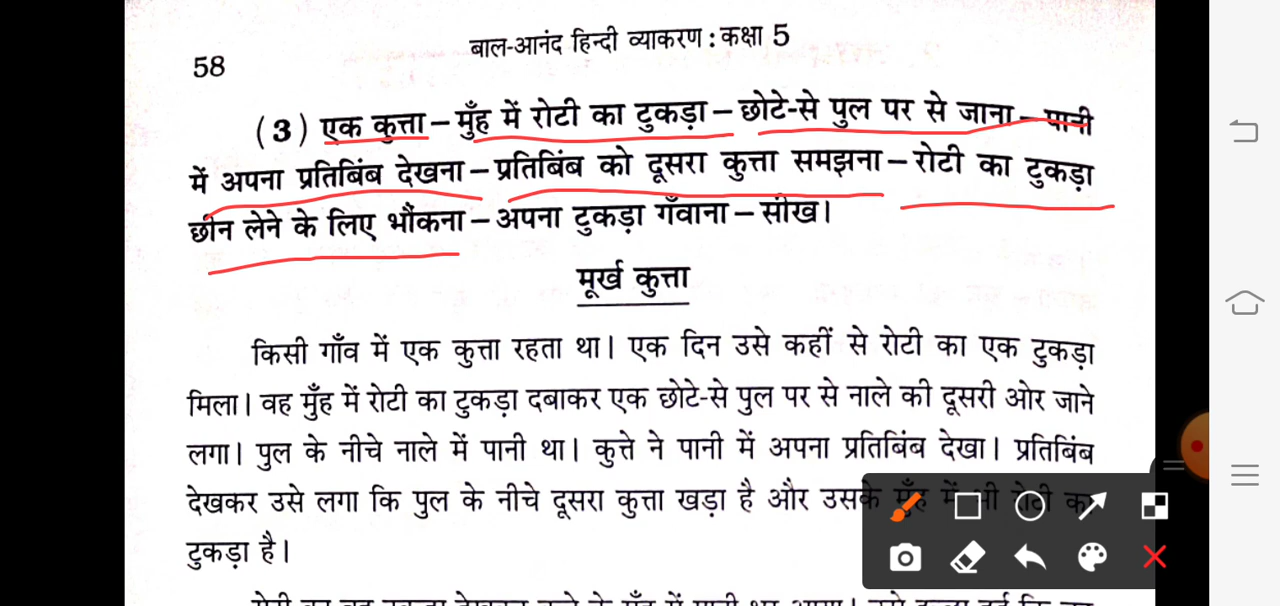 58
बाल-आनंद हिन्दी व्याकरण : कक्षा 5
(3) एक कुत्ता – मुँह में रोटी का टुकड़ा – छोटे-से पुल पर से जाना – पानी
में अपना प्रतिबिंब देखना – प्रतिबिंब को दूसरा कुत्ता समझना – रोटी का टुकड़ा
छीन लेने के लिए भौंकना – अपना टुकड़ा गँवाना – सीख।
मूर्ख कुत्ता
किसी गाँव में एक कुत्ता रहता था। एक दिन उसे कहीं से रोटी का एक टुकड़ा
मिला। वह मुँह में रोटी का टुकड़ा दबाकर एक छोटे-से पुल पर से नाले की दूसरी ओर जाने
लगा। पुल के नीचे नाले में पानी था। कुत्ते ने पानी में अपना प्रतिबिंब देखा। प्रतिबिंब
देखकर उसे लगा कि पुल के नीचे दूसरा कुत्ता खड़ा है और उसके मुँह में भी रोटी का
टुकड़ा है।